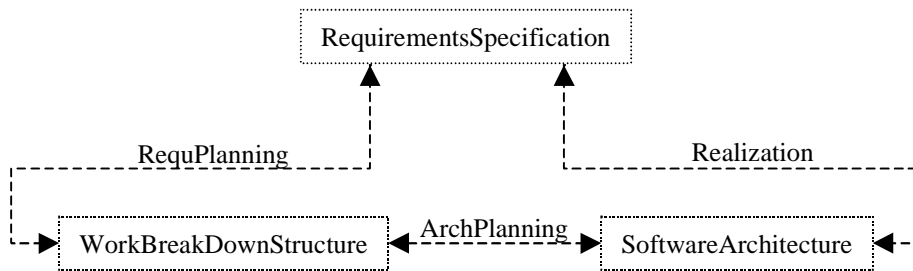 RequirementsSpecification
RequPlanning
Realization
WorkBreakDownStructure
ArchPlanning
SoftwareArchitecture